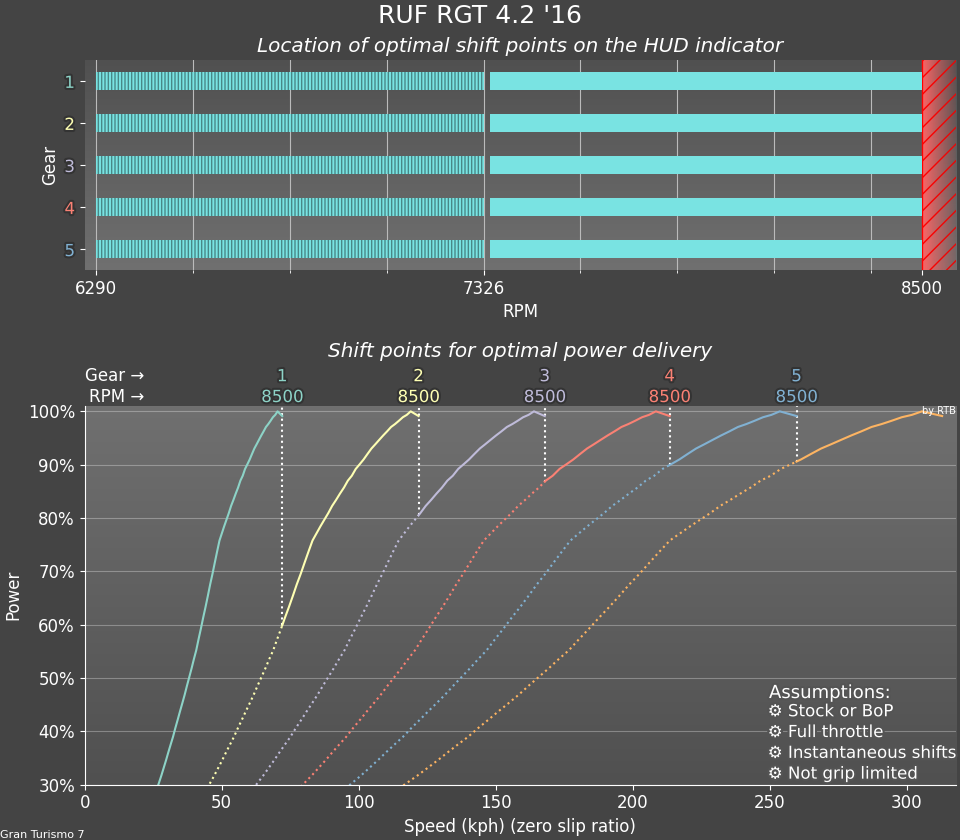 RUF RGT 4.2 '16
Location of optimal shift points on the HUD indicator
Gear
1
2
3
4
5
6290 7326 8500
RPM
Shift points for optimal power delivery
Gear → 1 2 3 4 5
RPM → 8500 8500 8500 8500 8500
by RTB
Power
100%
90%
80%
70%
60%
50%
40%
30%
Assumptions:
⚙ Stock or BoP
⚙ Full throttle
⚙ Instantaneous shifts
⚙ Not grip limited
0 50 100 150 200 250 300
Speed (kph) (zero slip ratio)
Gran Turismo 7